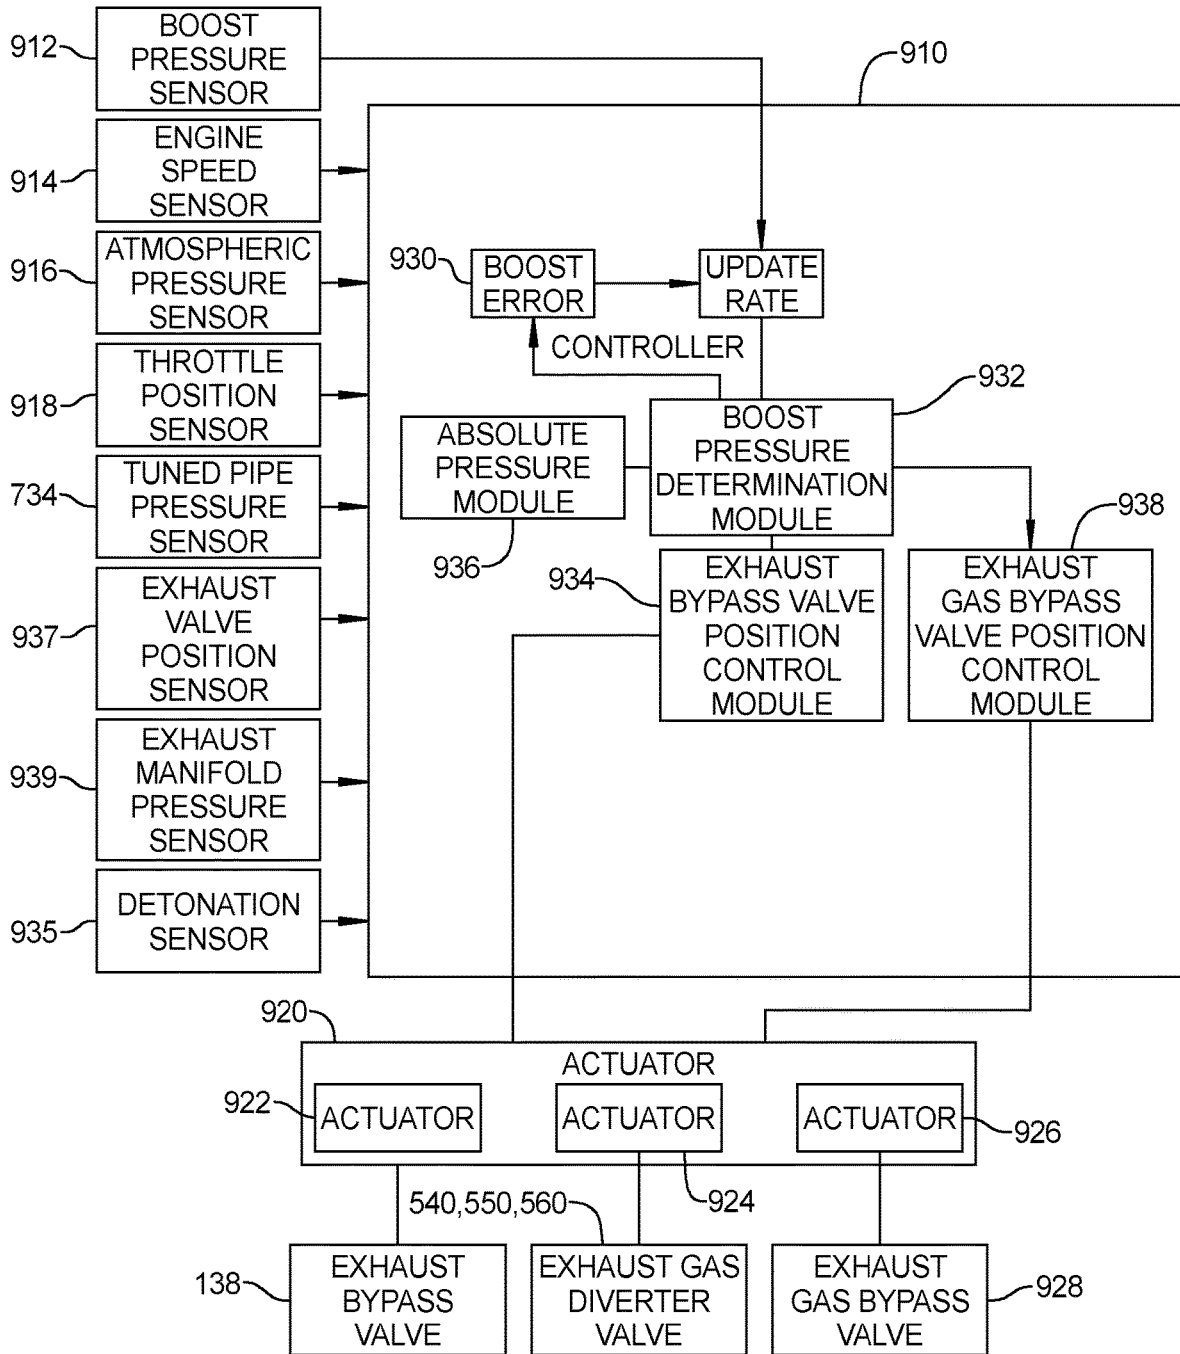 912
BOOST
PRESSURE
SENSOR
910
914
ENGINE
SPEED
SENSOR
916
ATMOSPHERIC
PRESSURE
SENSOR
930
BOOST
ERROR
UPDATE
RATE
CONTROLLER
918
THROTTLE
POSITION
SENSOR
932
ABSOLUTE
PRESSURE
MODULE
936
BOOST
PRESSURE
DETERMINATION
MODULE
734
TUNED PIPE
PRESSURE
SENSOR
938
934
EXHAUST
BYPASS VALVE
POSITION
CONTROL
MODULE
EXHAUST
GAS BYPASS
VALVE POSITION
CONTROL
MODULE
937
EXHAUST
VALVE
POSITION
SENSOR
939
EXHAUST
MANIFOLD
PRESSURE
SENSOR
935
DETONATION
SENSOR
920
ACTUATOR
922
ACTUATOR
ACTUATOR
924
ACTUATOR
926
540,550,560
138
EXHAUST
BYPASS
VALVE
EXHAUST GAS
DIVERTER
VALVE
EXHAUST
GAS BYPASS
VALVE
928